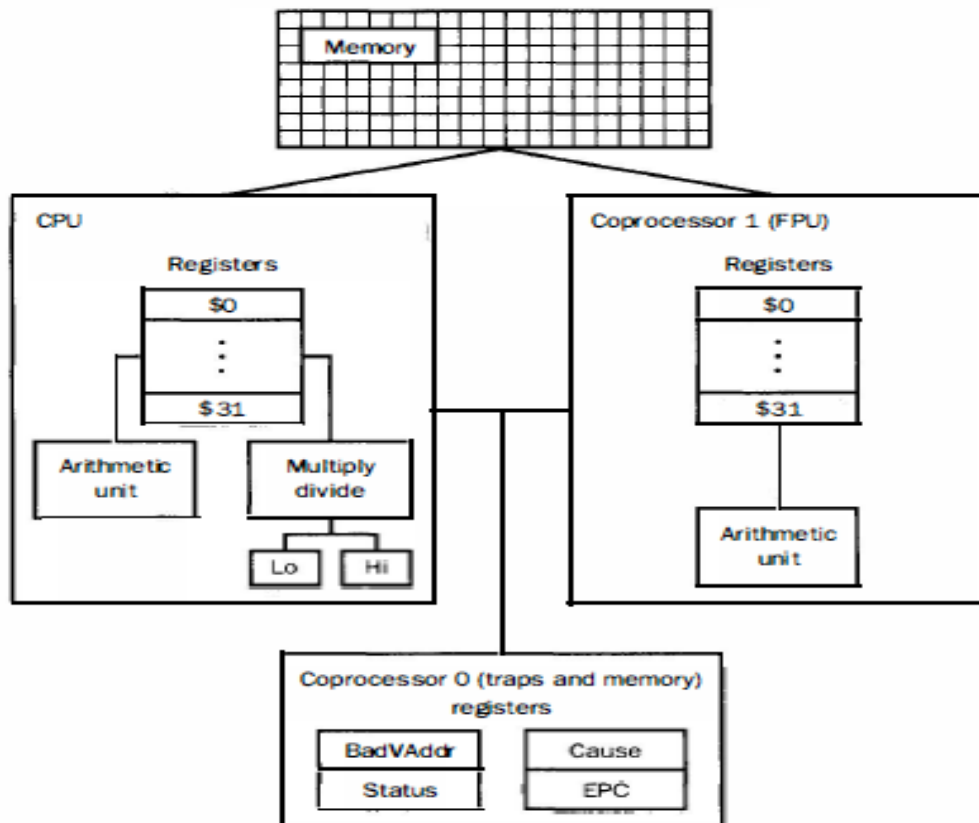 Memory
CPU
Registers
$0
$31
Arithmetic
unit
Multiply
divide
Lo
Hi
Coprocessor 1 (FPU)
Registers
$0
$31
Arithmetic
unit
Coprocessor 0 (traps and memory)
registers
BadVAddr
Cause
Status
EPC